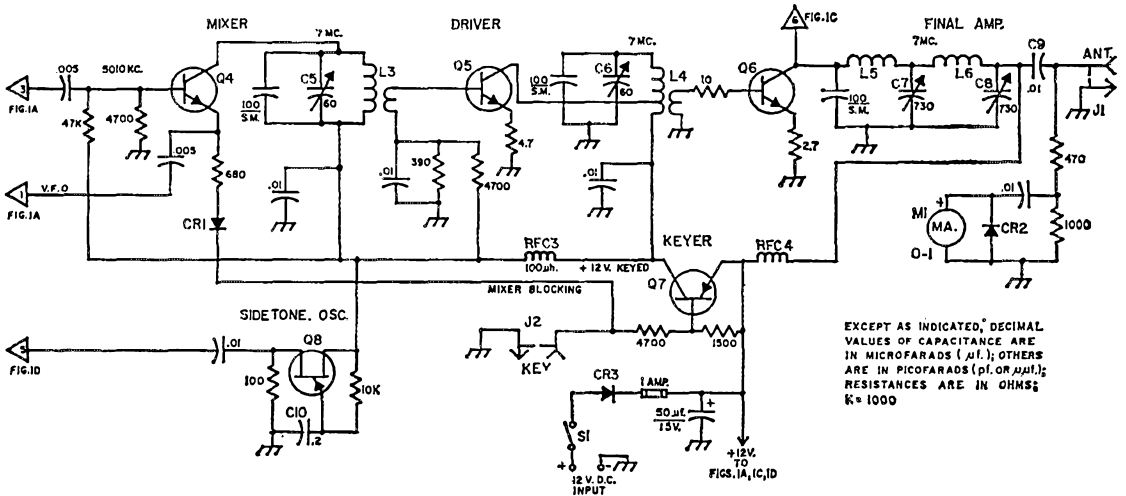 MIXER
DRIVER
FINAL AMP.
6 FIG.1C
7 MC.
7 MC.
7MC.
3
FIG.1A
.005
5010KC.
Q4
100
S.M.
C5
60
L3
Q5
100
S.M.
C6
60
L4
10
Q6
L5
L6
C9
.01
ANT.
J1
100
S.M.
C7
730
C8
730
47K
4700
.005
680
4.7
2.7
470
1
V.F.O
FIG.1A
CR1
.01
.01
390
4700
.01
.01
M1
+
MA.
0-1
CR2
1000
RFC3
100µh.
+ 12 V. KEYED
KEYER
Q7
RFC4
MIXER BLOCKING
SIDETONE. OSC.
Q8
5
FIG.1D
.01
100
10K
C10
.2
J2
KEY
4700
1500
CR3
1 AMP.
50µf.
15V.
+
S1
+
-
12 V. D.C.
INPUT
+12V.
TO
FIGS. 1A, 1C, 1D
EXCEPT AS INDICATED, DECIMAL
VALUES OF CAPACITANCE ARE
IN MICROFARADS (µf.); OTHERS
ARE IN PICOFARADS (pf. OR µµf.);
RESISTANCES ARE IN OHMS;
K=1000